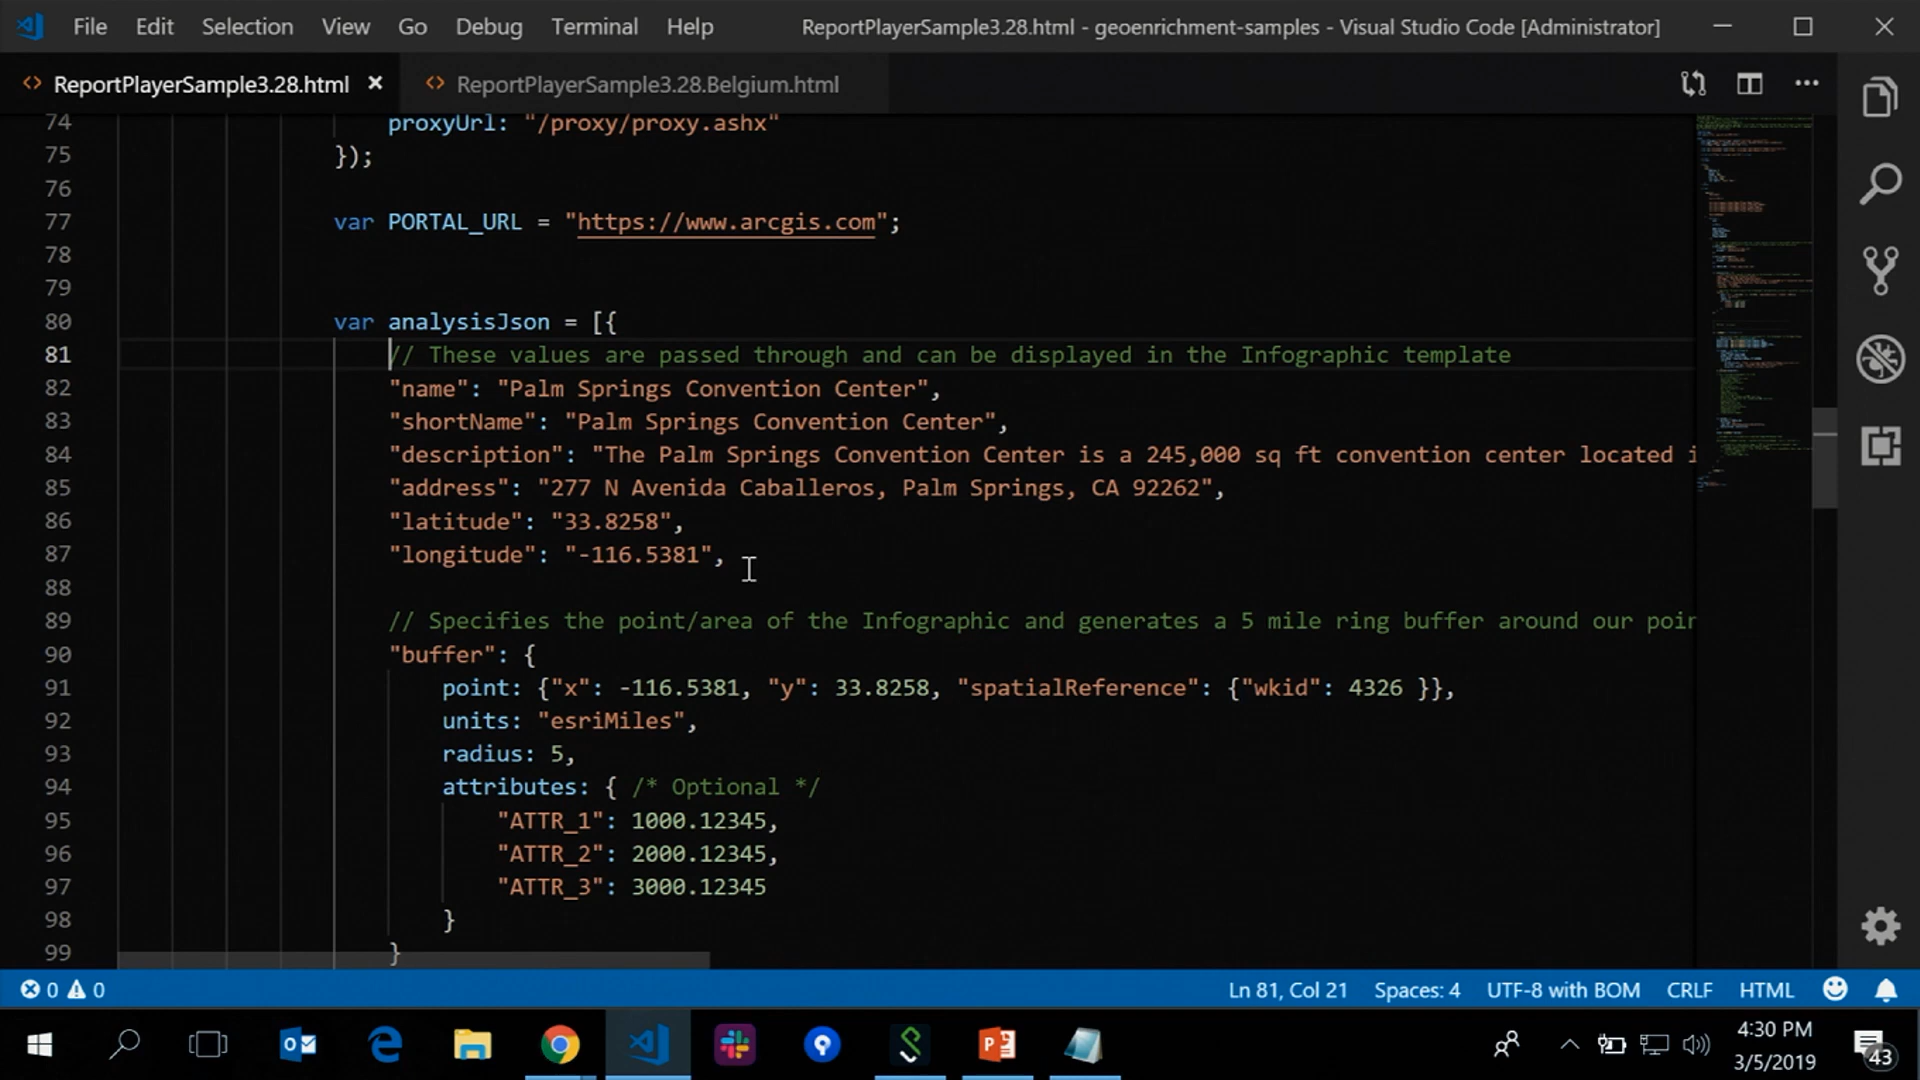 File Edit Selection View Go Debug Terminal Help ReportPlayerSample3.28.html - geoenrichment-samples - Visual Studio Code [Administrator]
ReportPlayerSample3.28.html ReportPlayerSample3.28.Belgium.html
74 proxyUrl: "/proxy/proxy.ashx"
75 });
76
77 var PORTAL_URL = "https://www.arcgis.com";
78
79
80 var analysisJson = [{
81 // These values are passed through and can be displayed in the Infographic template
82 "name": "Palm Springs Convention Center",
83 "shortName": "Palm Springs Convention Center",
84 "description": "The Palm Springs Convention Center is a 245,000 sq ft convention center located i
85 "address": "277 N Avenida Caballeros, Palm Springs, CA 92262",
86 "latitude": "33.8258",
87 "longitude": "-116.5381",
88
89 // Specifies the point/area of the Infographic and generates a 5 mile ring buffer around our poin
90 "buffer": {
91 point: {"x": -116.5381, "y": 33.8258, "spatialReference": {"wkid": 4326 }},
92 units: "esriMiles",
93 radius: 5,
94 attributes: { /* Optional */
95 "ATTR_1": 1000.12345,
96 "ATTR_2": 2000.12345,
97 "ATTR_3": 3000.12345
98 }
99 }
0 0 Ln 81, Col 21 Spaces: 4 UTF-8 with BOM CRLF HTML
4:30 PM
3/5/2019
43